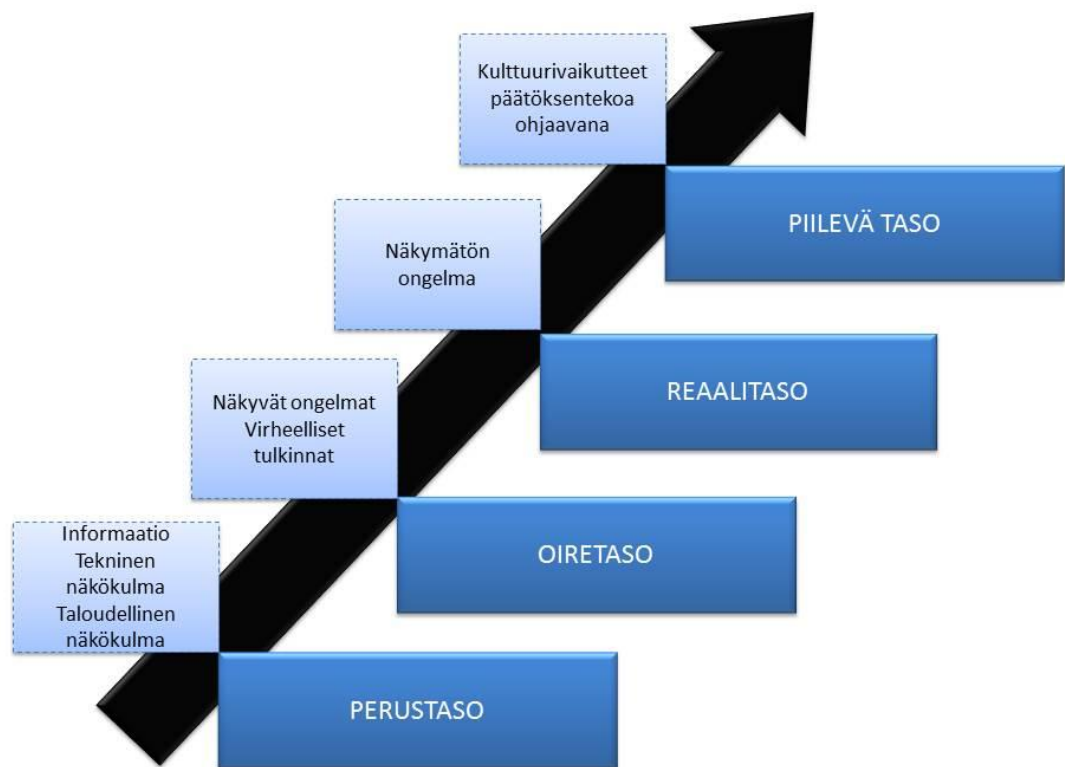 Kulttuurivaikutteet
päätöksentekoa
ohjaavana
PIILEVÄ TASO
Näkymätön
ongelma
REAALITASO
Näkyvät ongelmat
Virheelliset
tulkinnat
OIRETASO
Informaatio
Tekninen
näkökulma
Taloudellinen
näkökulma
PERUSTASO